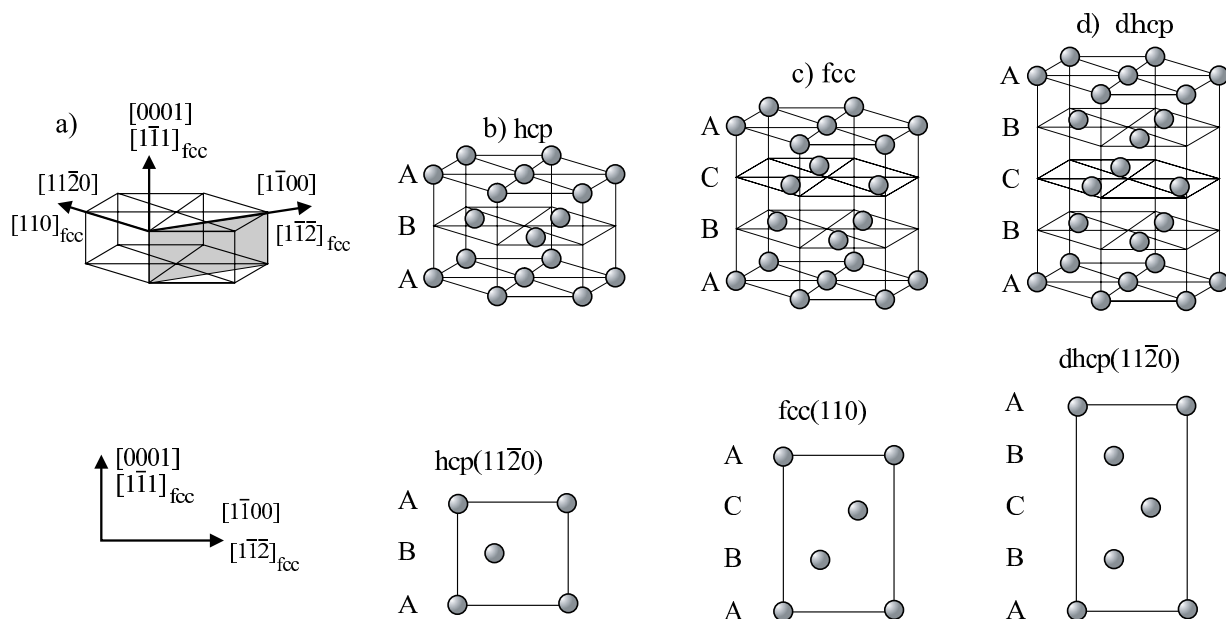 a)
[0001]
[11̅1]fcc
[112̅0]
[110]fcc
[11̅00]
[11̅2̅]fcc
b) hcp
A
B
A
c) fcc
A
C
B
A
d) dhcp
A
B
C
B
A
[0001]
[11̅1]fcc
[11̅00]
[11̅2̅]fcc
hcp(112̅0)
A
B
A
fcc(110)
A
C
B
A
dhcp(112̅0)
A
B
C
B
A